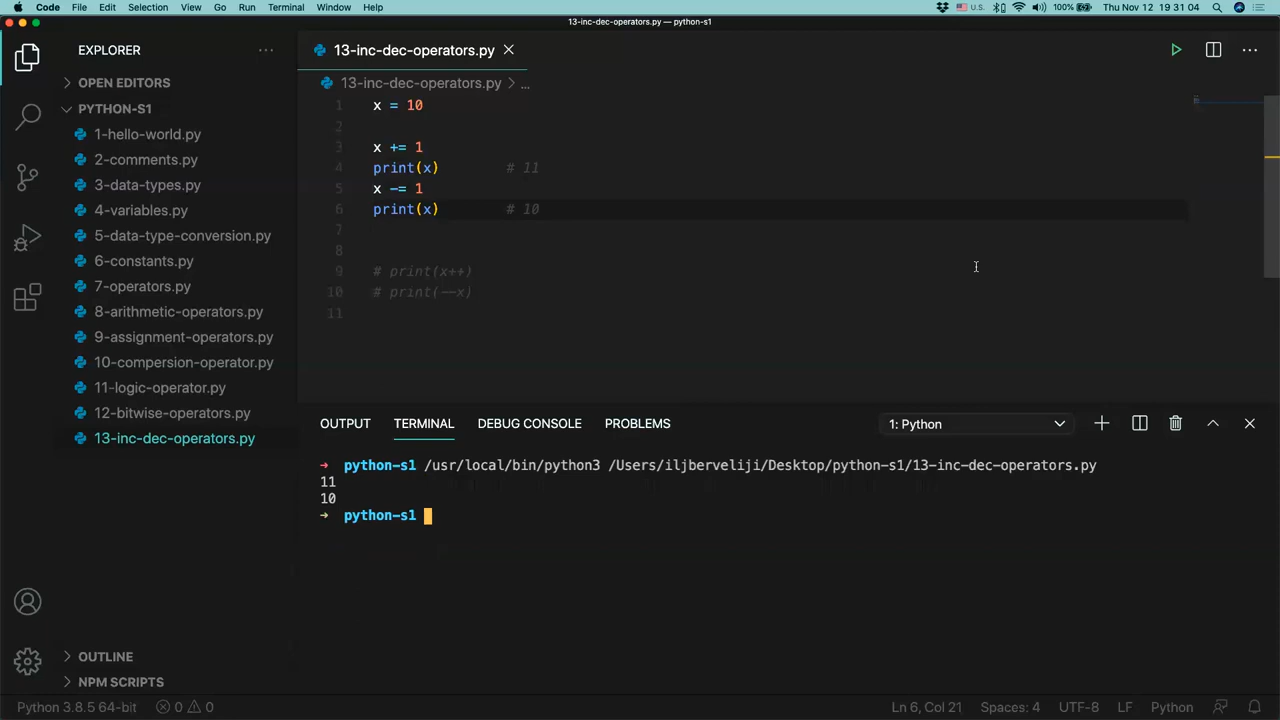 Code File Edit Selection View Go Run Terminal Window Help U.S. 100% Thu Nov 12 19:31:04
13-inc-dec-operators.py — python-s1
EXPLORER
OPEN EDITORS
PYTHON-S1
1-hello-world.py
2-comments.py
3-data-types.py
4-variables.py
5-data-type-conversion.py
6-constants.py
7-operators.py
8-arithmetic-operators.py
9-assignment-operators.py
10-compersion-operator.py
11-logic-operator.py
12-bitwise-operators.py
13-inc-dec-operators.py
OUTLINE
NPM SCRIPTS
13-inc-dec-operators.py
13-inc-dec-operators.py > ...
1 x = 10
2
3 x += 1
4 print(x) # 11
5 x -= 1
6 print(x) # 10
7
8
9 # print(x++)
10 # print(--x)
11
OUTPUT TERMINAL DEBUG CONSOLE PROBLEMS 1: Python
→ python-s1 /usr/local/bin/python3 /Users/iljberveliji/Desktop/python-s1/13-inc-dec-operators.py
11
10
→ python-s1
Python 3.8.5 64-bit 0 0 Ln 6, Col 21 Spaces: 4 UTF-8 LF Python